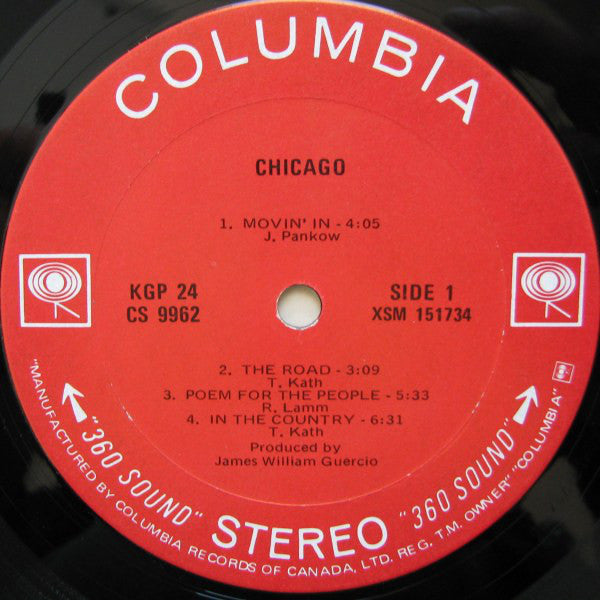 COLUMBIA
CHICAGO
1. MOVIN' IN - 4:05
J. Pankow
KGP 24
CS 9962
SIDE 1
XSM 151734
2. THE ROAD - 3:09
T. Kath
3. POEM FOR THE PEOPLE - 5:33
R. Lamm
4. IN THE COUNTRY - 6:31
T. Kath
Produced by
James William Guercio
"360 SOUND" STEREO "360 SOUND"
"MANUFACTURED BY COLUMBIA RECORDS OF CANADA, LTD. REG. T.M. OWNER" "COLUMBIA"